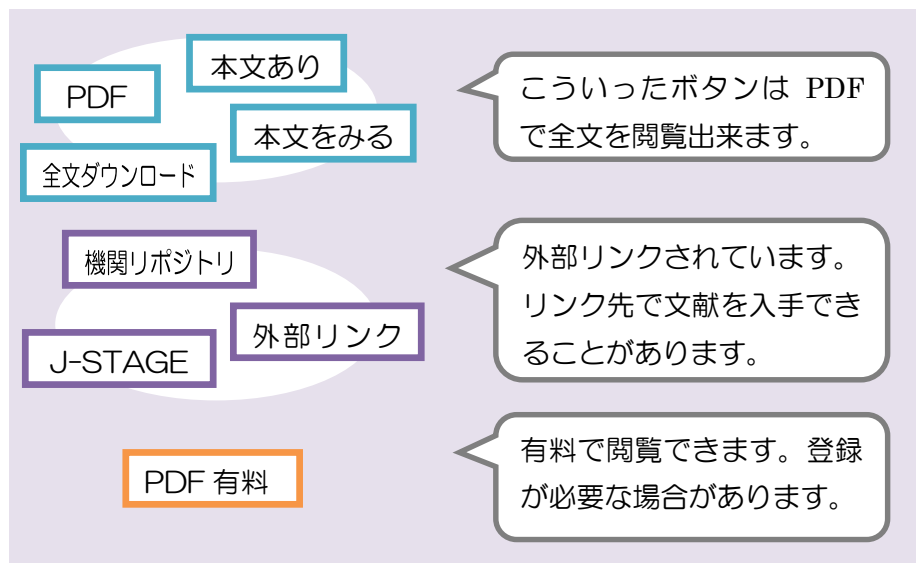 本文あり
PDF
本文をみる
全文ダウンロード
こういったボタンは PDF
で全文を閲覧出来ます。
機関リポジトリ
外部リンク
J-STAGE
外部リンクされています。
リンク先で文献を入手でき
ることがあります。
PDF 有料
有料で閲覧できます。登録
が必要な場合があります。